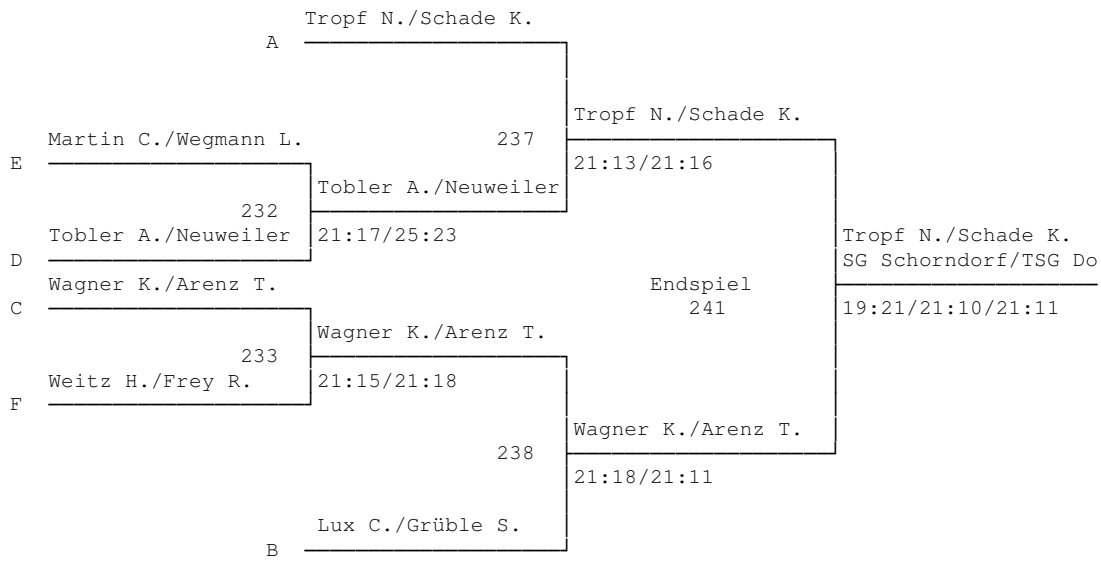 Tropf N./Schade K.
A
Tropf N./Schade K.
Martin C./Wegmann L.
237
E
21:13/21:16
Tobler A./Neuweiler
232
Tobler A./Neuweiler
21:17/25:23
Tropf N./Schade K.
D
SG Schorndorf/TSG Do
Wagner K./Arenz T.
Endspiel
C
241
19:21/21:10/21:11
Wagner K./Arenz T.
233
Weitz H./Frey R.
21:15/21:18
F
Wagner K./Arenz T.
238
21:18/21:11
Lux C./Grüble S.
B